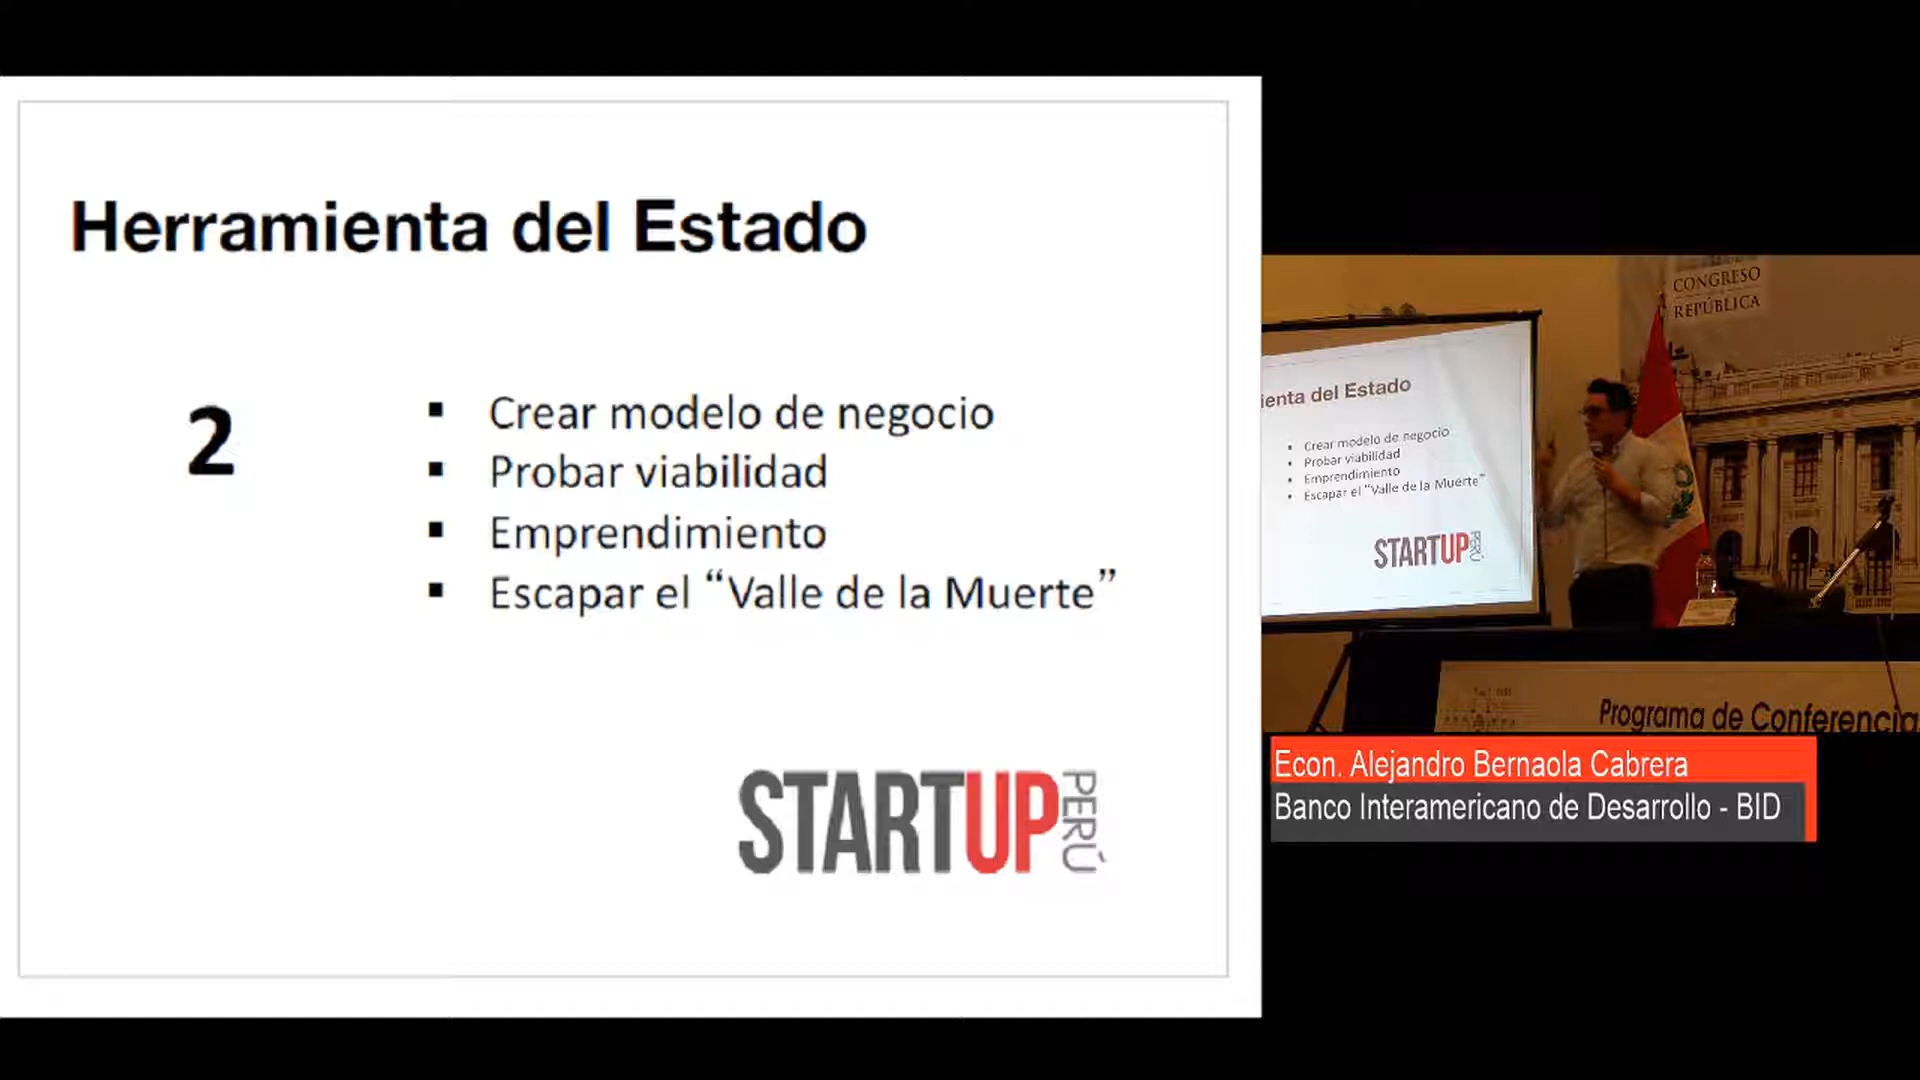 Herramienta del Estado
2
▪ Crear modelo de negocio
▪ Probar viabilidad
▪ Emprendimiento
▪ Escapar el “Valle de la Muerte”
STARTUP PERÚ
CONGRESO
REPÚBLICA
ienta del Estado
• Crear modelo de negocio
• Probar viabilidad
• Emprendimiento
• Escapar el “Valle de la Muerte”
STARTUP PERÚ
Programa de Conferencia
Econ. Alejandro Bernaola Cabrera
Banco Interamericano de Desarrollo - BID